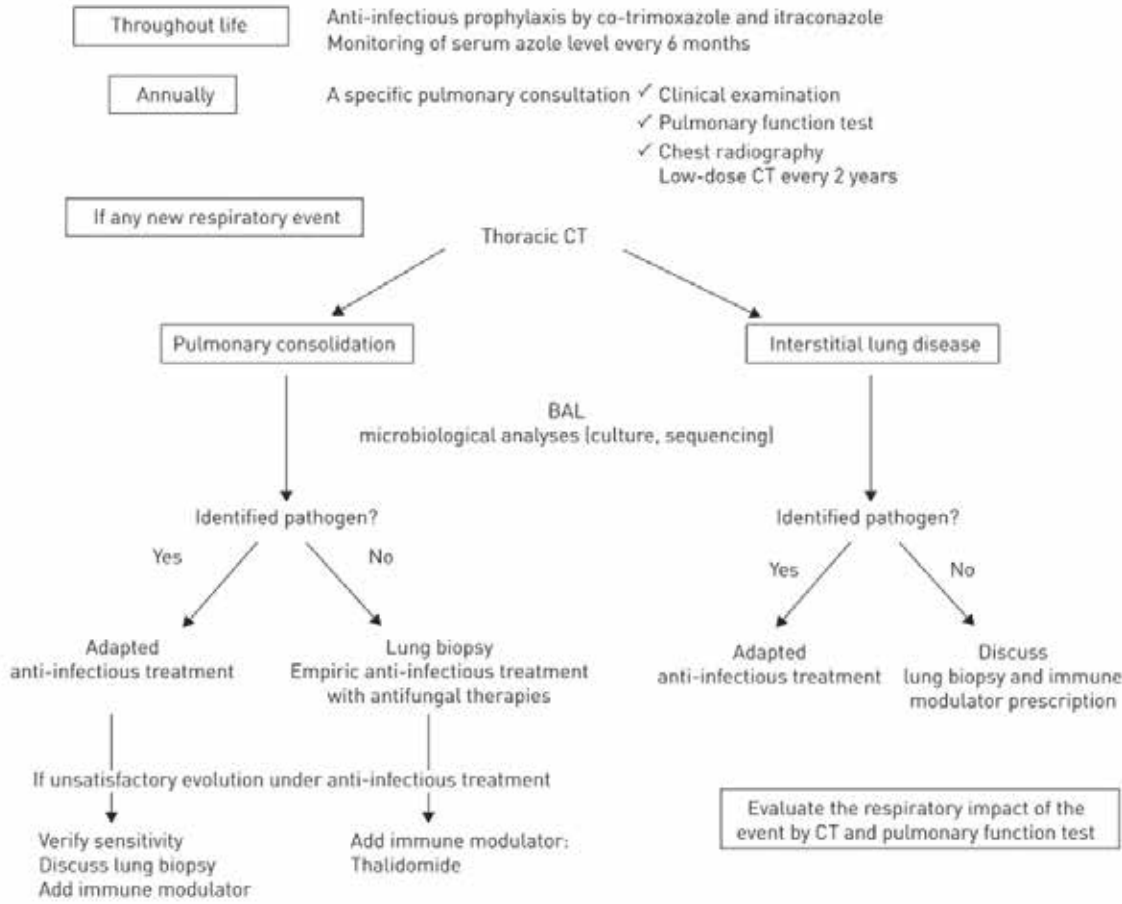 Throughout life
Anti-infectious prophylaxis by co-trimoxazole and itraconazole
Monitoring of serum azole level every 6 months
Annually
A specific pulmonary consultation ✓ Clinical examination
✓ Pulmonary function test
✓ Chest radiography
Low-dose CT every 2 years
If any new respiratory event
Thoracic CT
Pulmonary consolidation
Interstitial lung disease
BAL
microbiological analyses (culture, sequencing)
Identified pathogen?
Yes
No
Adapted
anti-infectious treatment
Lung biopsy
Empiric anti-infectious treatment
with antifungal therapies
Identified pathogen?
Yes
No
Adapted
anti-infectious treatment
Discuss
lung biopsy and immune
modulator prescription
If unsatisfactory evolution under anti-infectious treatment
Verify sensitivity
Discuss lung biopsy
Add immune modulator
Add immune modulator:
Thalidomide
Evaluate the respiratory impact of the
event by CT and pulmonary function test